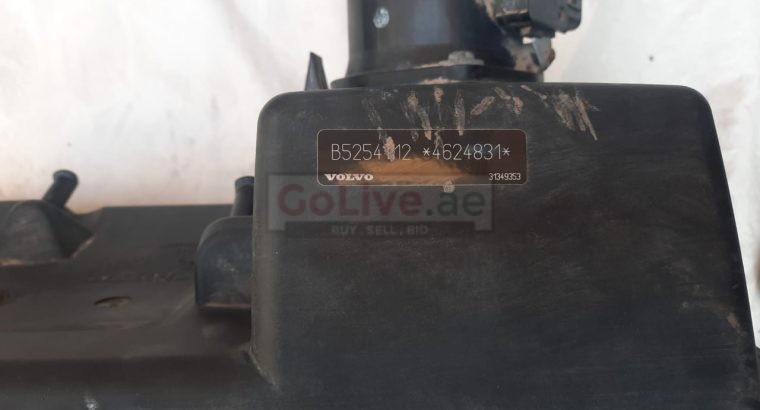 B5254T12 *4624831*
VOLVO 31349353
GoLive.ae
BUY . SELL . BID